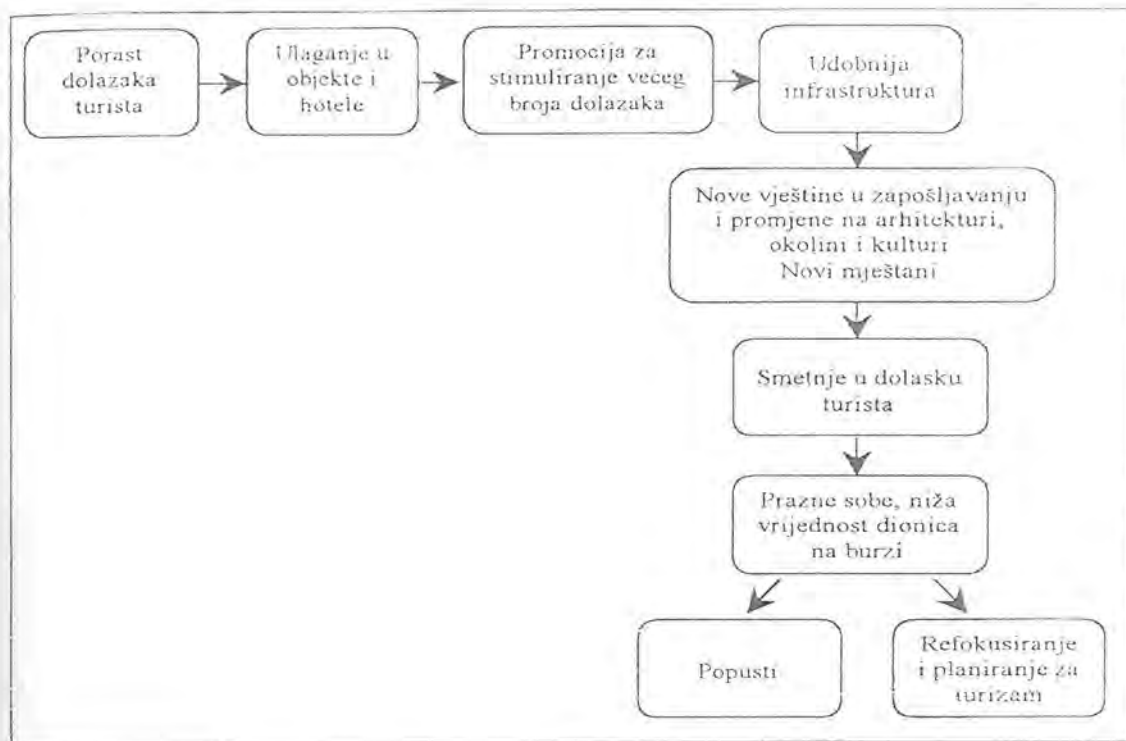 Porast
dolazaka
turista
Ulaganje u
objekte i
hotele
Promocija za
stimuliranje većeg
broja dolazaka
Udobnija
infrastruktura
Nove vještine u zapošljavanju
i promjene na arhitekturi,
okolini i kulturi
Novi mještani
Smetnje u dolasku
turista
Prazne sobe, niža
vrijednost dionica
na burzi
Popusti
Refokusiranje
i planiranje za
turizam